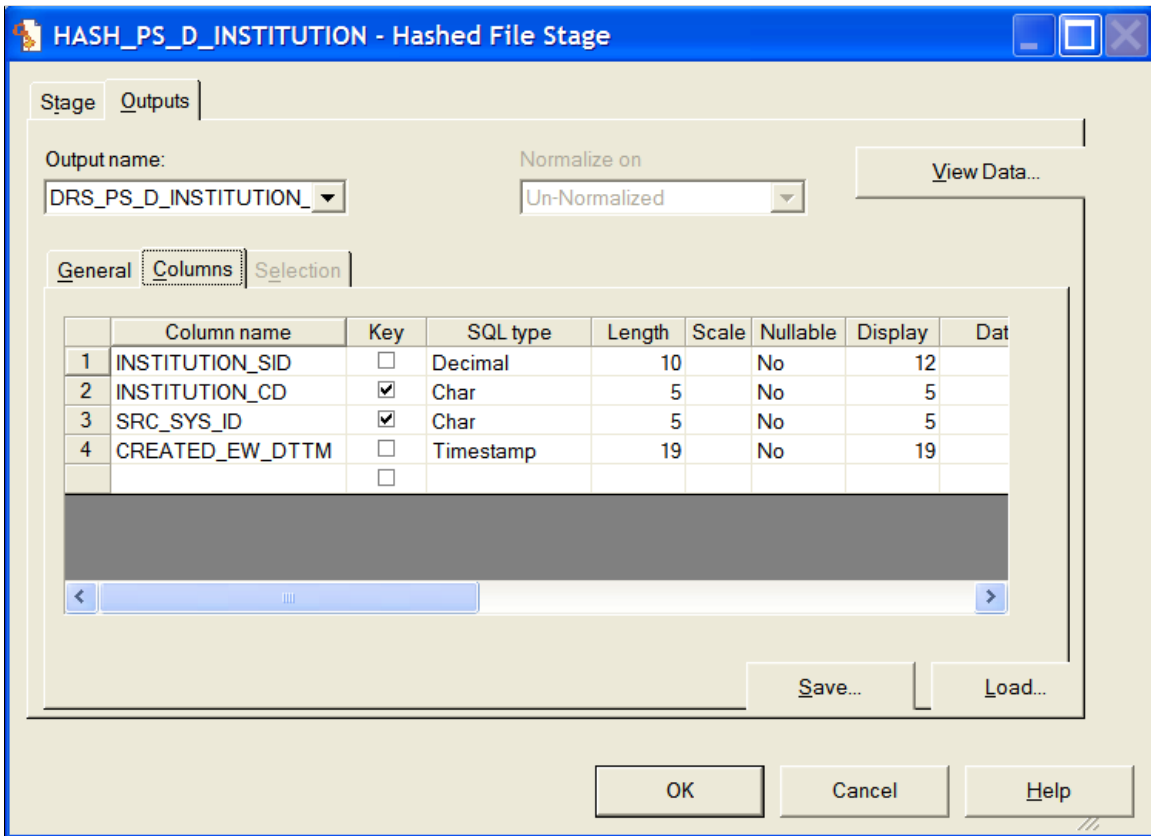 HASH_PS_D_INSTITUTION - Hashed File Stage
Stage Outputs
Output name: Normalize on
View Data...
DRS_PS_D_INSTITUTION_ Un-Normalized
General Columns Selection
Column name Key SQL type Length Scale Nullable Display Dat
1 INSTITUTION_SID Decimal 10 No 12
2 INSTITUTION_CD Char 5 No 5
3 SRC_SYS_ID Char 5 No 5
4 CREATED_EW_DTTM Timestamp 19 No 19
Save... Load...
OK Cancel Help